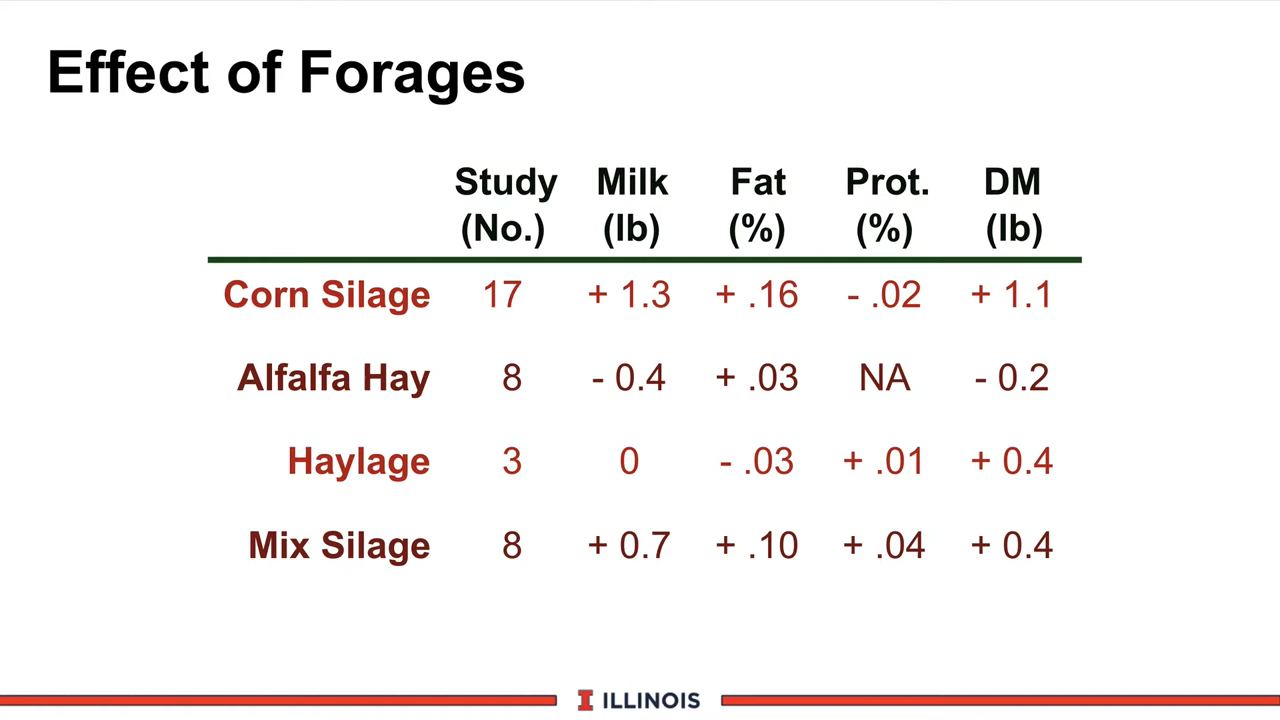 Effect of Forages
Study Milk Fat Prot. DM
(No.) (lb) (%) (%) (lb)
Corn Silage 17 + 1.3 + .16 - .02 + 1.1
Alfalfa Hay 8 - 0.4 + .03 NA - 0.2
Haylage 3 0 - .03 + .01 + 0.4
Mix Silage 8 + 0.7 + .10 + .04 + 0.4
I ILLINOIS